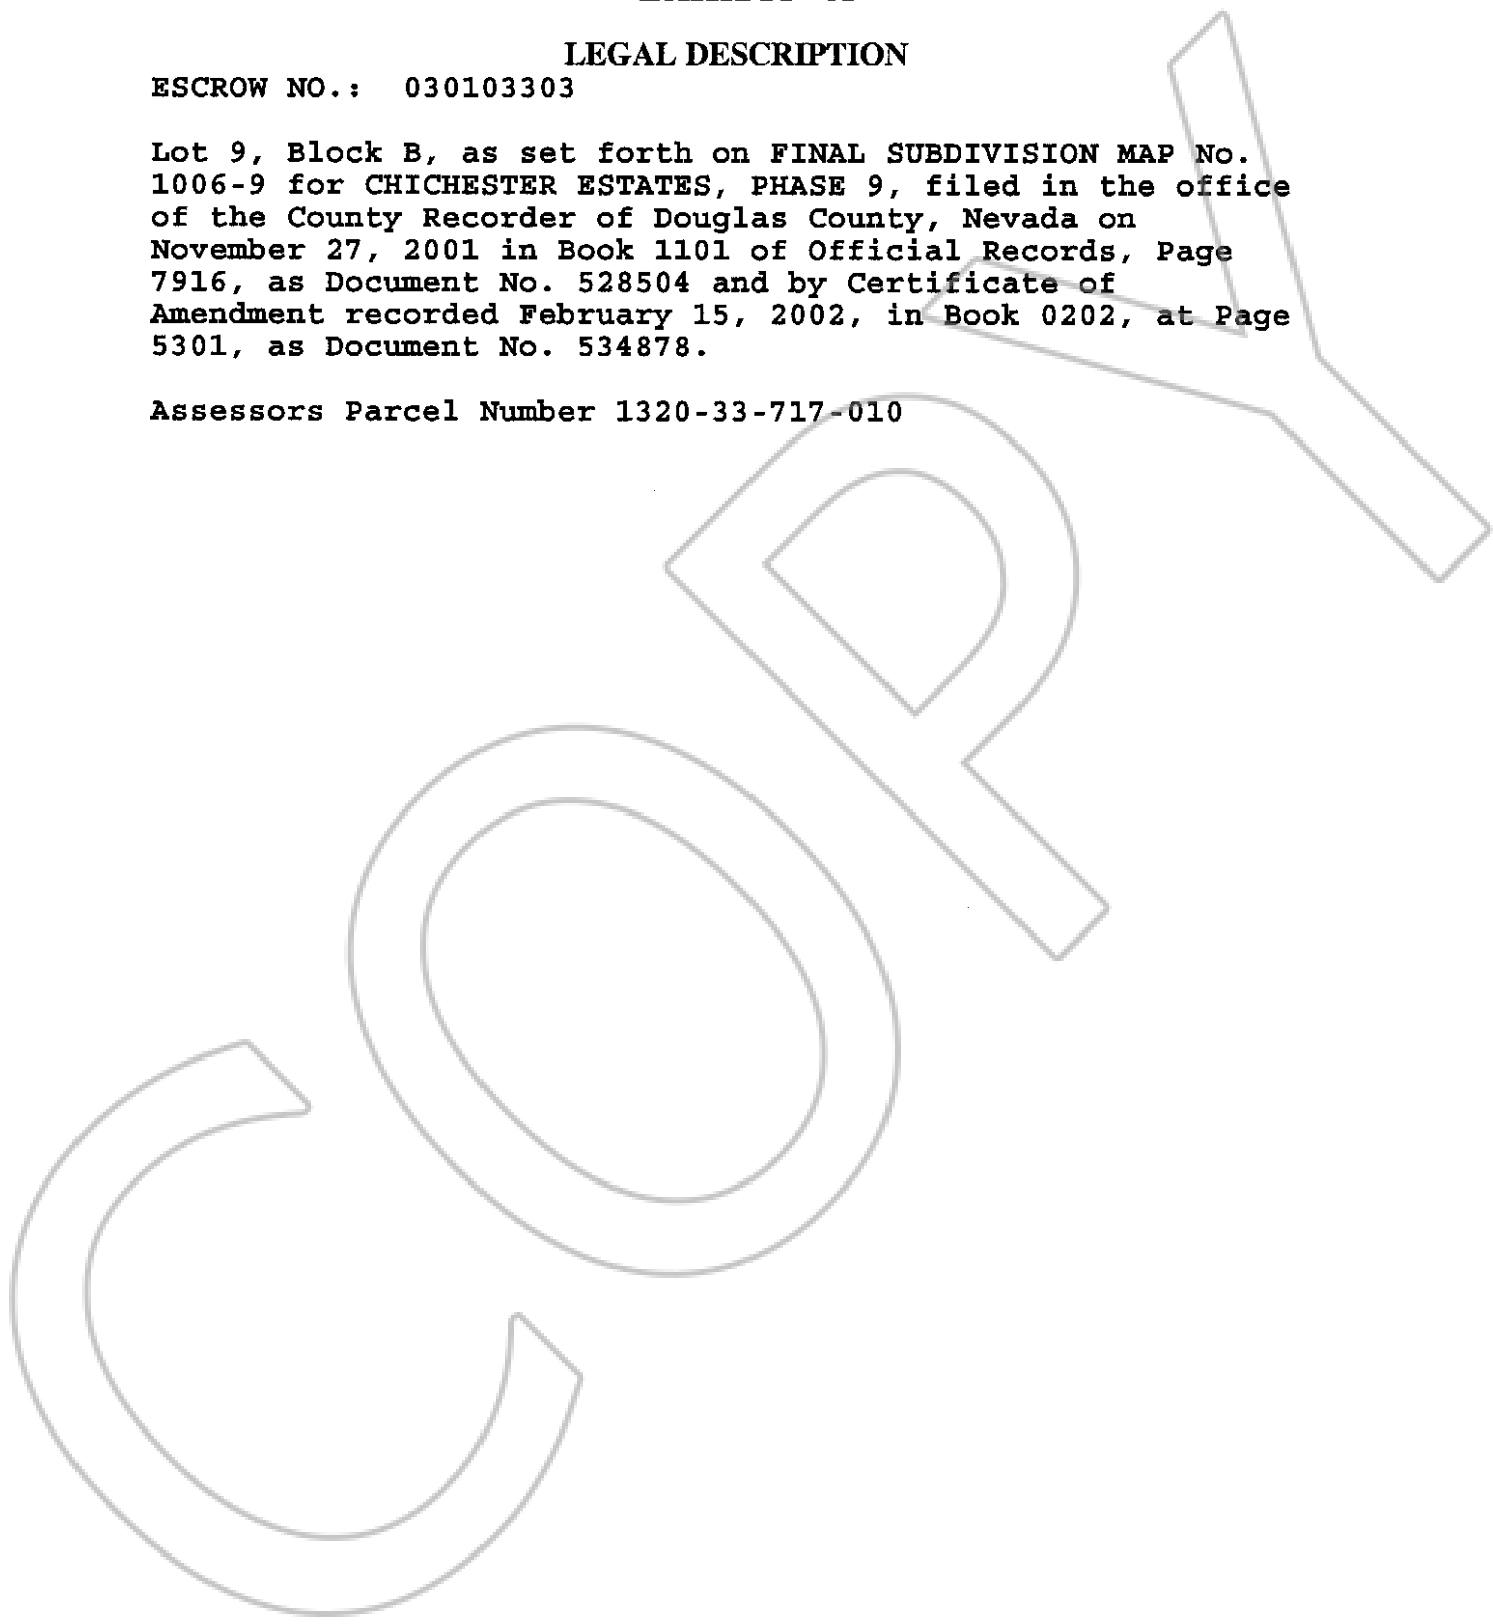 LEGAL DESCRIPTION
ESCROW NO.: 030103303
Lot 9, Block B, as set forth on FINAL SUBDIVISION MAP No.
1006-9 for CHICHESTER ESTATES, PHASE 9, filed in the office
of the County Recorder of Douglas County, Nevada on
November 27, 2001 in Book 1101 of Official Records, Page
7916, as Document No. 528504 and by Certificate of
Amendment recorded February 15, 2002, in Book 0202, at Page
5301, as Document No. 534878.
Assessors Parcel Number 1320-33-717-010
COPY